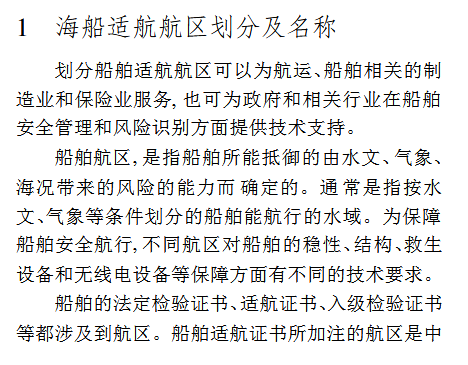 1 海船适航航区划分及名称
划分船舶适航航区可以为航运、船舶相关的制
造业和保险业服务, 也可为政府和相关行业在船舶
安全管理和风险识别方面提供技术支持。
船舶航区, 是指船舶所能抵御的由水文、气象、
海况带来的风险的能力而确定的。通常是指按水
文、气象等条件划分的船舶能航行的水域。为保障
船舶安全航行, 不同航区对船舶的稳性、结构、救生
设备和无线电设备等保障方面有不同的技术要求。
船舶的法定检验证书、适航证书、入级检验证书
等都涉及到航区。船舶适航证书所加注的航区是中